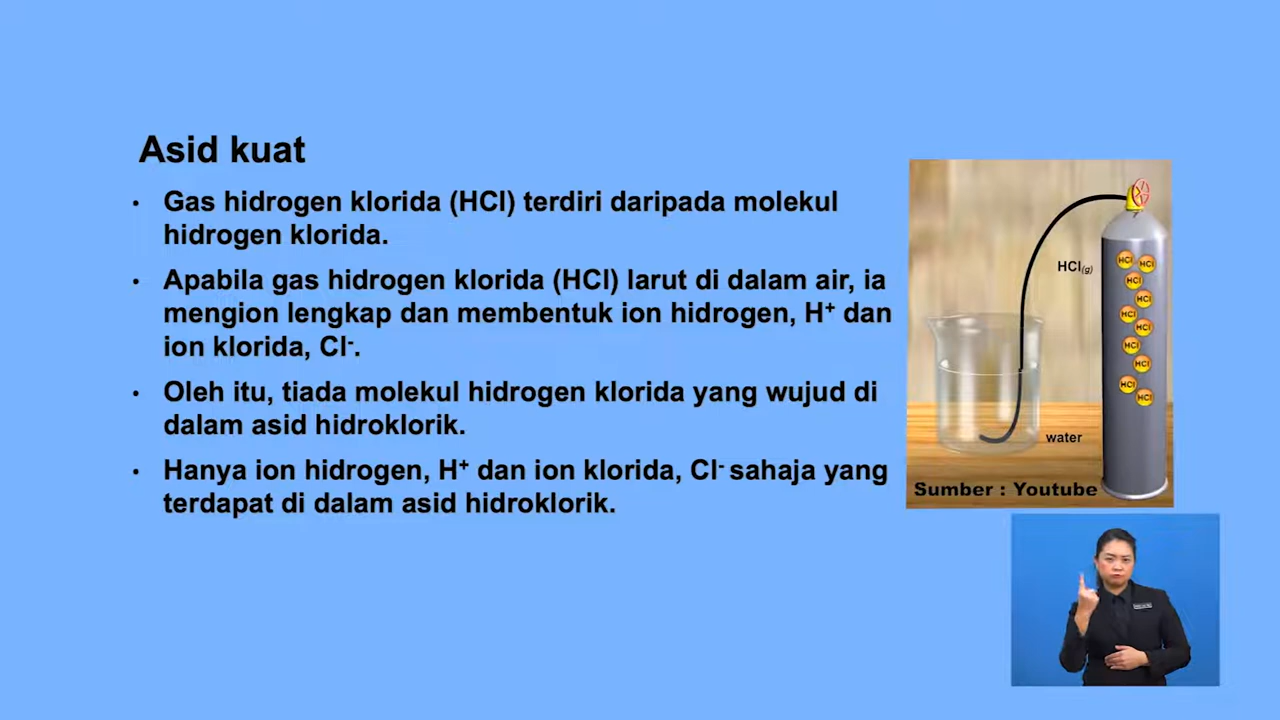 Asid kuat
• Gas hidrogen klorida (HCl) terdiri daripada molekul
hidrogen klorida.
• Apabila gas hidrogen klorida (HCl) larut di dalam air, ia
mengion lengkap dan membentuk ion hidrogen, H⁺ dan
ion klorida, Cl⁻.
• Oleh itu, tiada molekul hidrogen klorida yang wujud di
dalam asid hidroklorik.
• Hanya ion hidrogen, H⁺ dan ion klorida, Cl⁻ sahaja yang
terdapat di dalam asid hidroklorik.
HCl(g)
HCl HCl
HCl
HCl
HCl
HCl
HCl
HCl
HCl
HCl
water
Sumber : Youtube